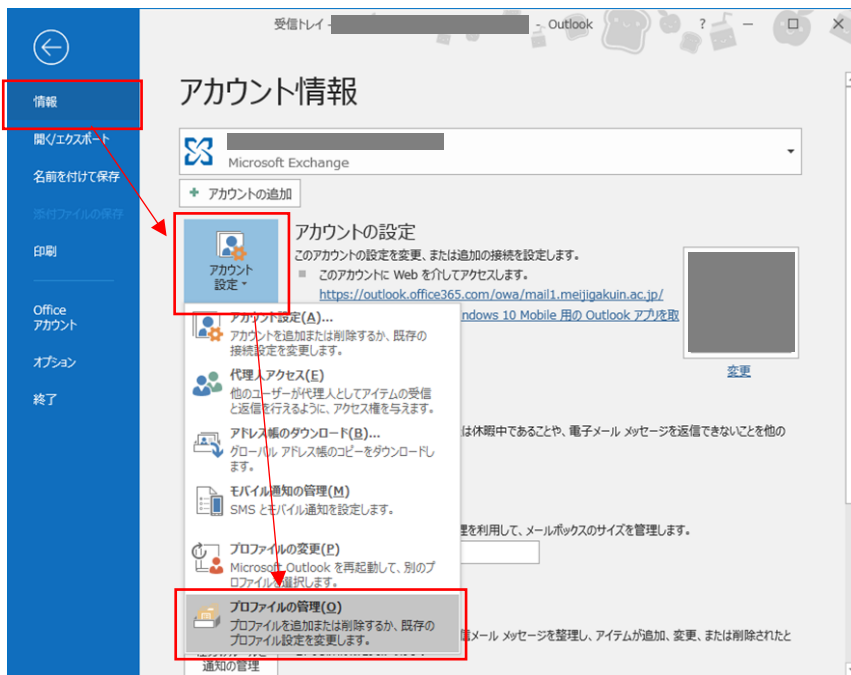 受信トレイ -
- Outlook
?
情報
開く/エクスポート
名前を付けて保存
添付ファイルの保存
印刷
Office
アカウント
オプション
終了
アカウント情報
Microsoft Exchange
アカウントの追加
アカウント
設定
アカウントの設定
このアカウントの設定を変更、または追加の接続を設定します。
このアカウントに Web を介してアクセスします。
https://outlook.office365.com/owa/mail1.meijigakuin.ac.jp/
ndows 10 Mobile 用の Outlook アプリを取
変更
アカウント設定(A)...
アカウントを追加または削除するか、既存の
接続設定を変更します。
代理人アクセス(E)
他のユーザーが代理人としてアイテムの受信
と返信を行えるように、アクセス権を与えます。
アドレス帳のダウンロード(B)...
グローバル アドレス帳のコピーをダウンロードし
ます。
モバイル通知の管理(M)
SMS とモバイル通知を設定します。
プロファイルの変更(P)
Microsoft Outlook を再起動して、別のプ
ロファイルを選択します。
プロファイルの管理(O)
プロファイルを追加または削除するか、既存の
プロファイル設定を変更します。
は休暇中であることや、電子メール メッセージを返信できないことを他の
理を利用して、メールボックスのサイズを管理します。
信メール メッセージを整理し、アイテムが追加、変更、または削除されたと
通知の管理